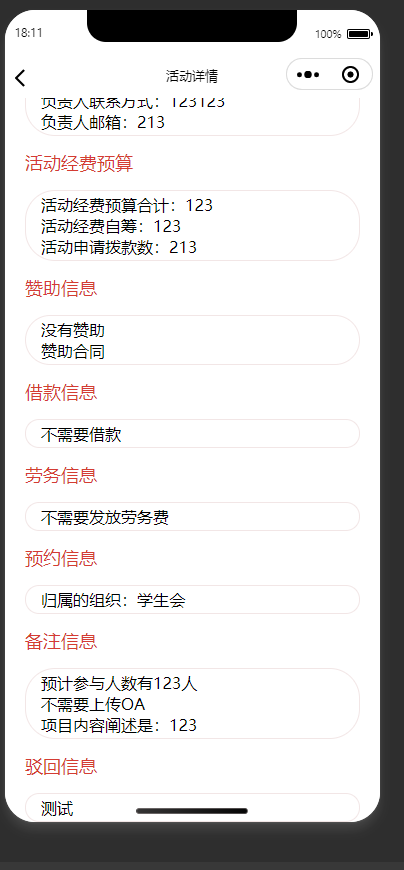 18:11
100%
活动详情
负责人联系方式：123123
负责人邮箱：213
活动经费预算
活动经费预算合计：123
活动经费自筹：123
活动申请拨款数：213
赞助信息
没有赞助
赞助合同
借款信息
不需要借款
劳务信息
不需要发放劳务费
预约信息
归属的组织：学生会
备注信息
预计参与人数有123人
不需要上传OA
项目内容阐述是：123
驳回信息
测试